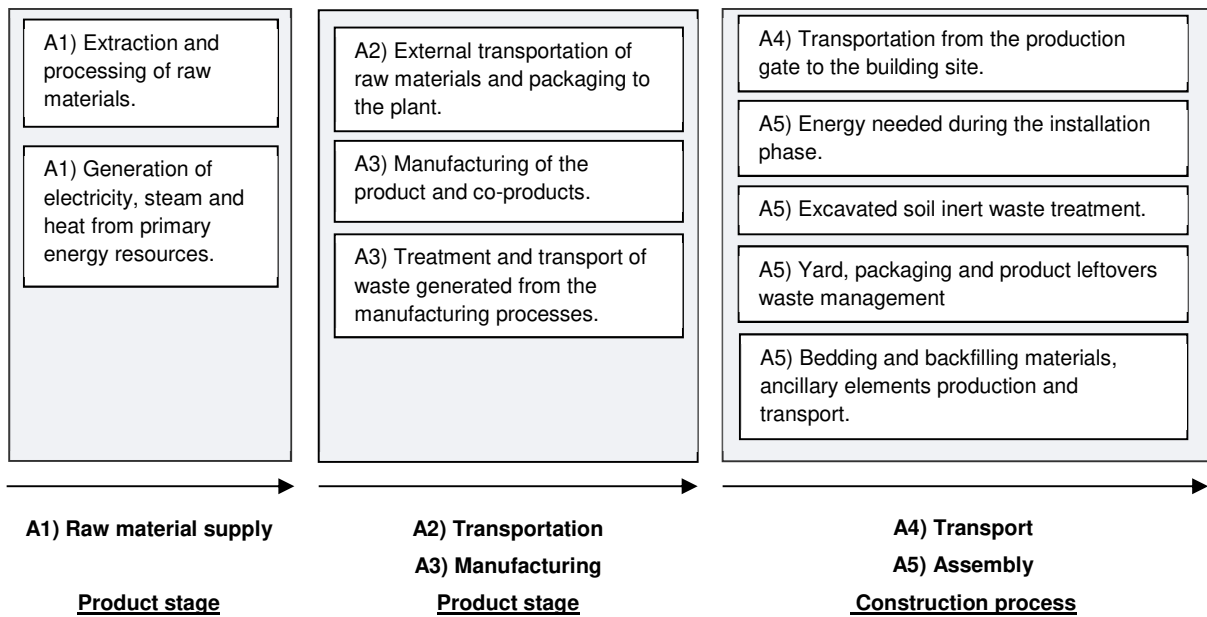 A1) Extraction and
processing of raw
materials.
A1) Generation of
electricity, steam and
heat from primary
energy resources.
A2) External transportation of
raw materials and packaging to
the plant.
A3) Manufacturing of the
product and co-products.
A3) Treatment and transport of
waste generated from the
manufacturing processes.
A4) Transportation from the production
gate to the building site.
A5) Energy needed during the installation
phase.
A5) Excavated soil inert waste treatment.
A5) Yard, packaging and product leftovers
waste management
A5) Bedding and backfilling materials,
ancillary elements production and
transport.
A1) Raw material supply
Product stage
A2) Transportation
A3) Manufacturing
Product stage
A4) Transport
A5) Assembly
Construction process